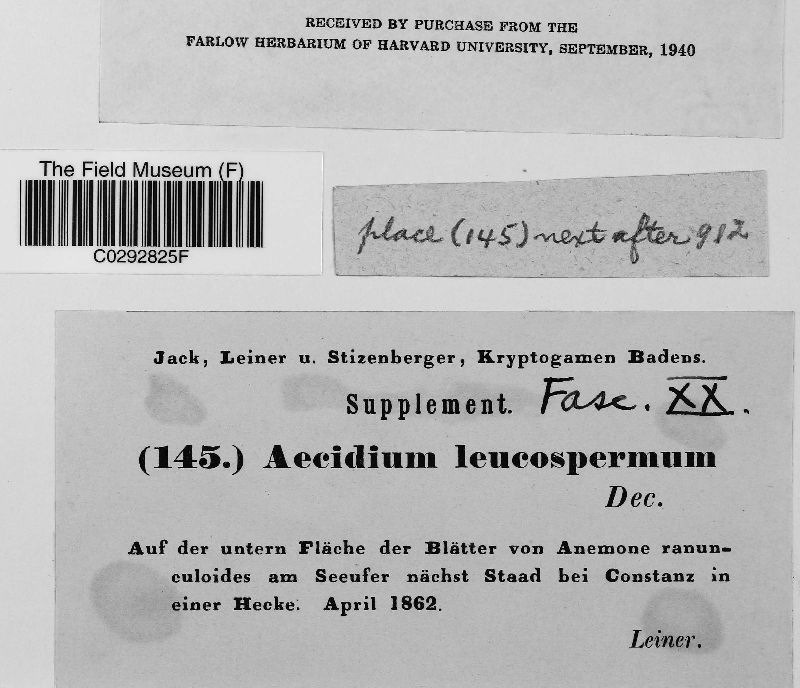 RECEIVED BY PURCHASE FROM THE
FARLOW HERBARIUM OF HARVARD UNIVERSITY, SEPTEMBER, 1940
The Field Museum (F)
C0292825F
place (145) next after 912
Jack, Leiner u. Stizenberger, Kryptogamen Badens.
Supplement. Fasc. XX.
(145.) Aecidium leucospermum
Dec.
Auf der untern Fläche der Blätter von Anemone ranun-
culoides am Seeufer nächst Staad bei Constanz in
einer Hecke. April 1862.
Leiner.